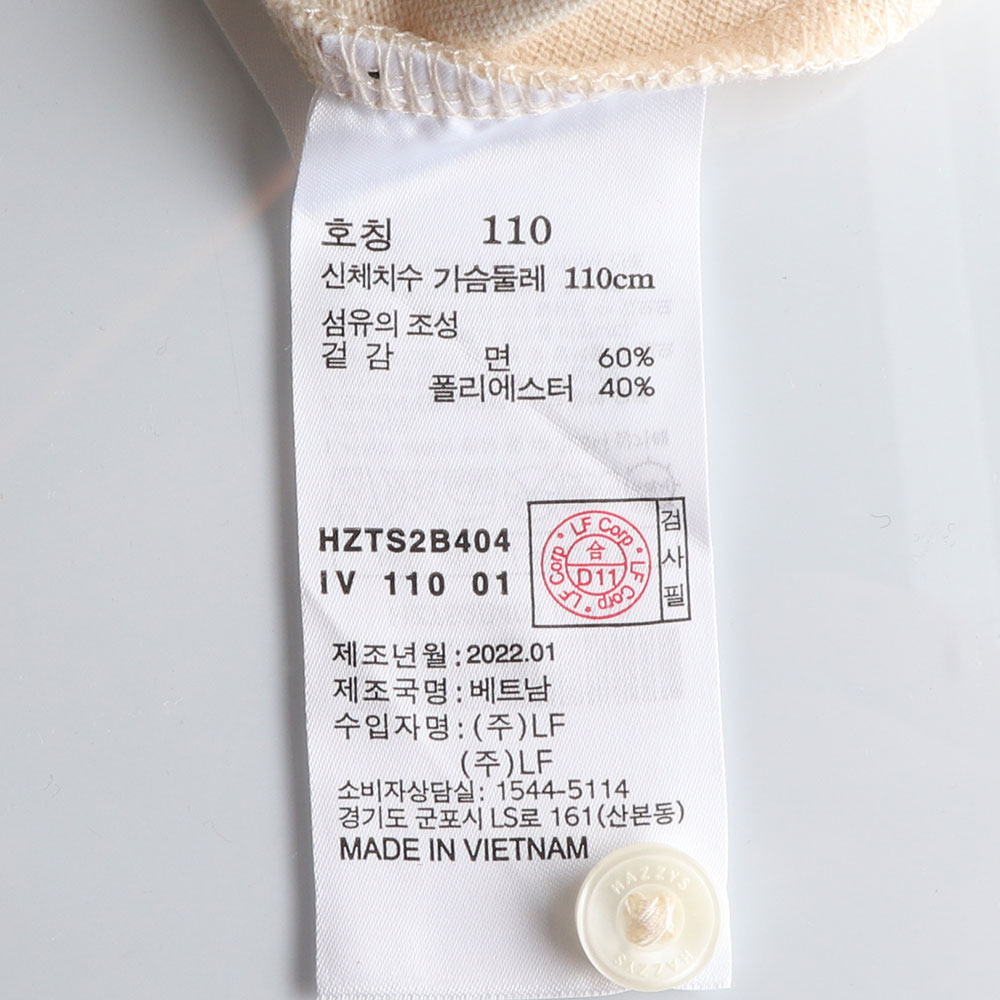 호칭 110
신체치수 가슴둘레 110cm
섬유의 조성
겉 감 면 60%
폴리에스터 40%
HZTS2B404
IV 110 01
LF Corp · LF Corp · LF Corp ·
合
D11
검사필
제조년월 : 2022.01
제조국명 : 베트남
수입자명 : (주)LF
(주)LF
소비자상담실: 1544-5114
경기도 군포시 LS로 161(산본동)
MADE IN VIETNAM
HAZZYS
HAZZYS